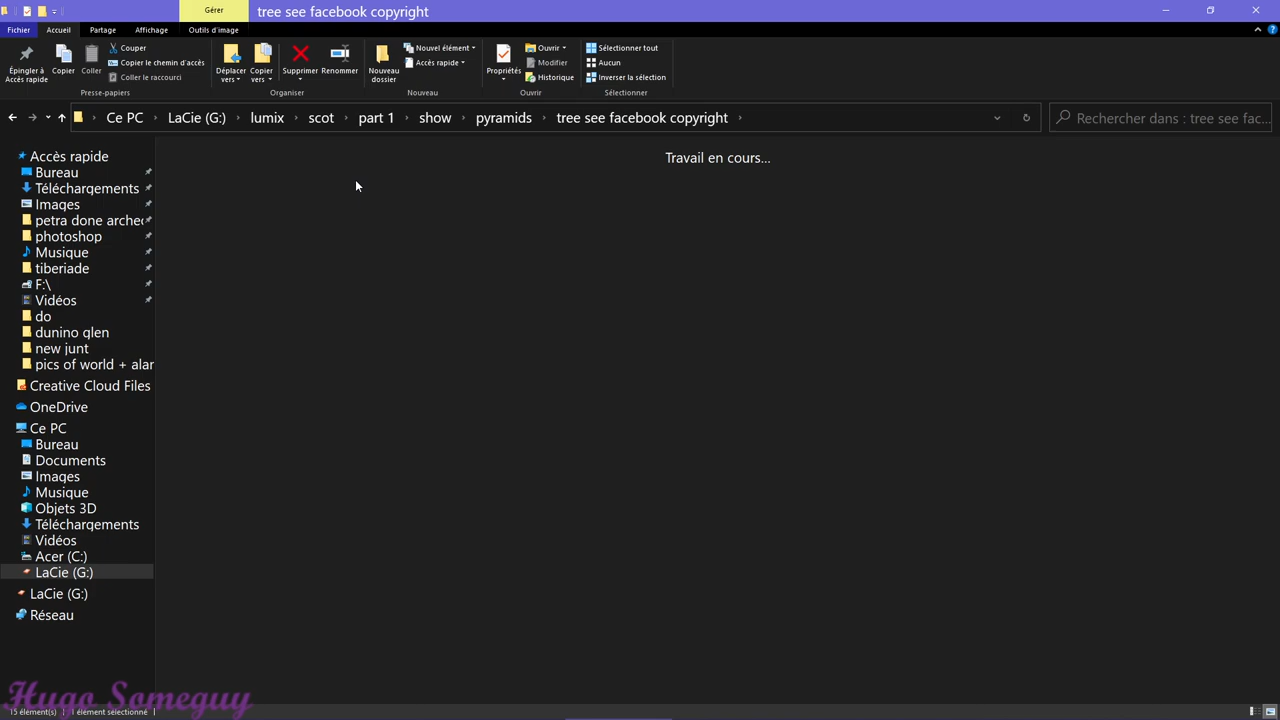 Gérer
tree see facebook copyright
Fichier
Accueil
Partage
Affichage
Outils d'image
Épingler à
Accès rapide
Copier
Coller
Couper
Copier le chemin d'accès
Coller le raccourci
Presse-papiers
Déplacer
vers
Copier
vers
Supprimer
Renommer
Organiser
Nouveau
dossier
Nouvel élément
Accès rapide
Nouveau
Propriétés
Ouvrir
Modifier
Historique
Ouvrir
Sélectionner tout
Aucun
Inverser la sélection
Sélectionner
Ce PC
LaCie (G:)
lumix
scot
part 1
show
pyramids
tree see facebook copyright
Rechercher dans : tree see fac...
Travail en cours...
Accès rapide
Bureau
Téléchargements
Images
petra done archec
photoshop
Musique
tiberiade
F:\
Vidéos
do
dunino glen
new junt
pics of world + alar
Creative Cloud Files
OneDrive
Ce PC
Bureau
Documents
Images
Musique
Objets 3D
Téléchargements
Vidéos
Acer (C:)
LaCie (G:)
LaCie (G:)
Réseau
Hugo Someguy
15 élément(s)
1 élément sélectionné